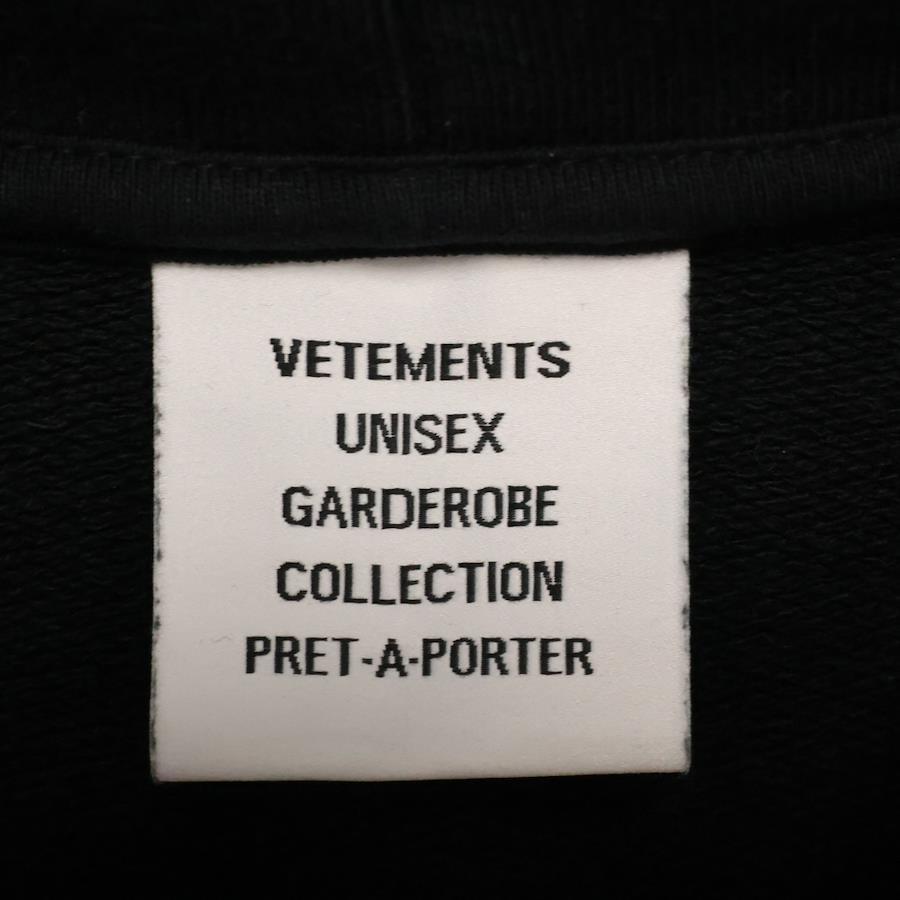 VETEMENTS
UNISEX
GARDEROBE
COLLECTION
PRET-A-PORTER